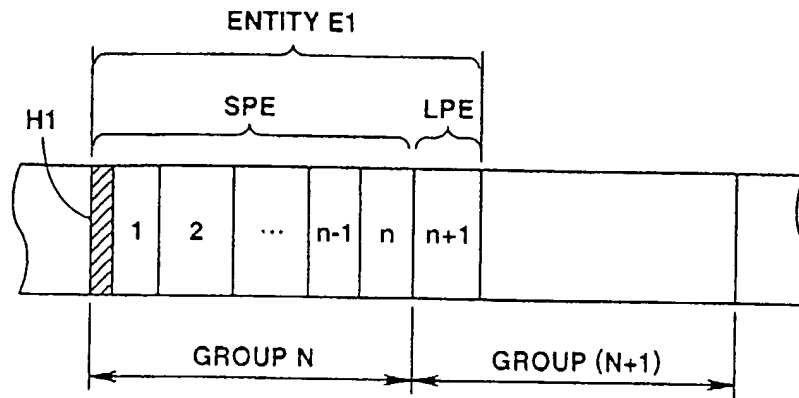 ENTITY E1
SPE LPE
H1
1 2 ... n-1 n n+1
GROUP N GROUP (N+1)